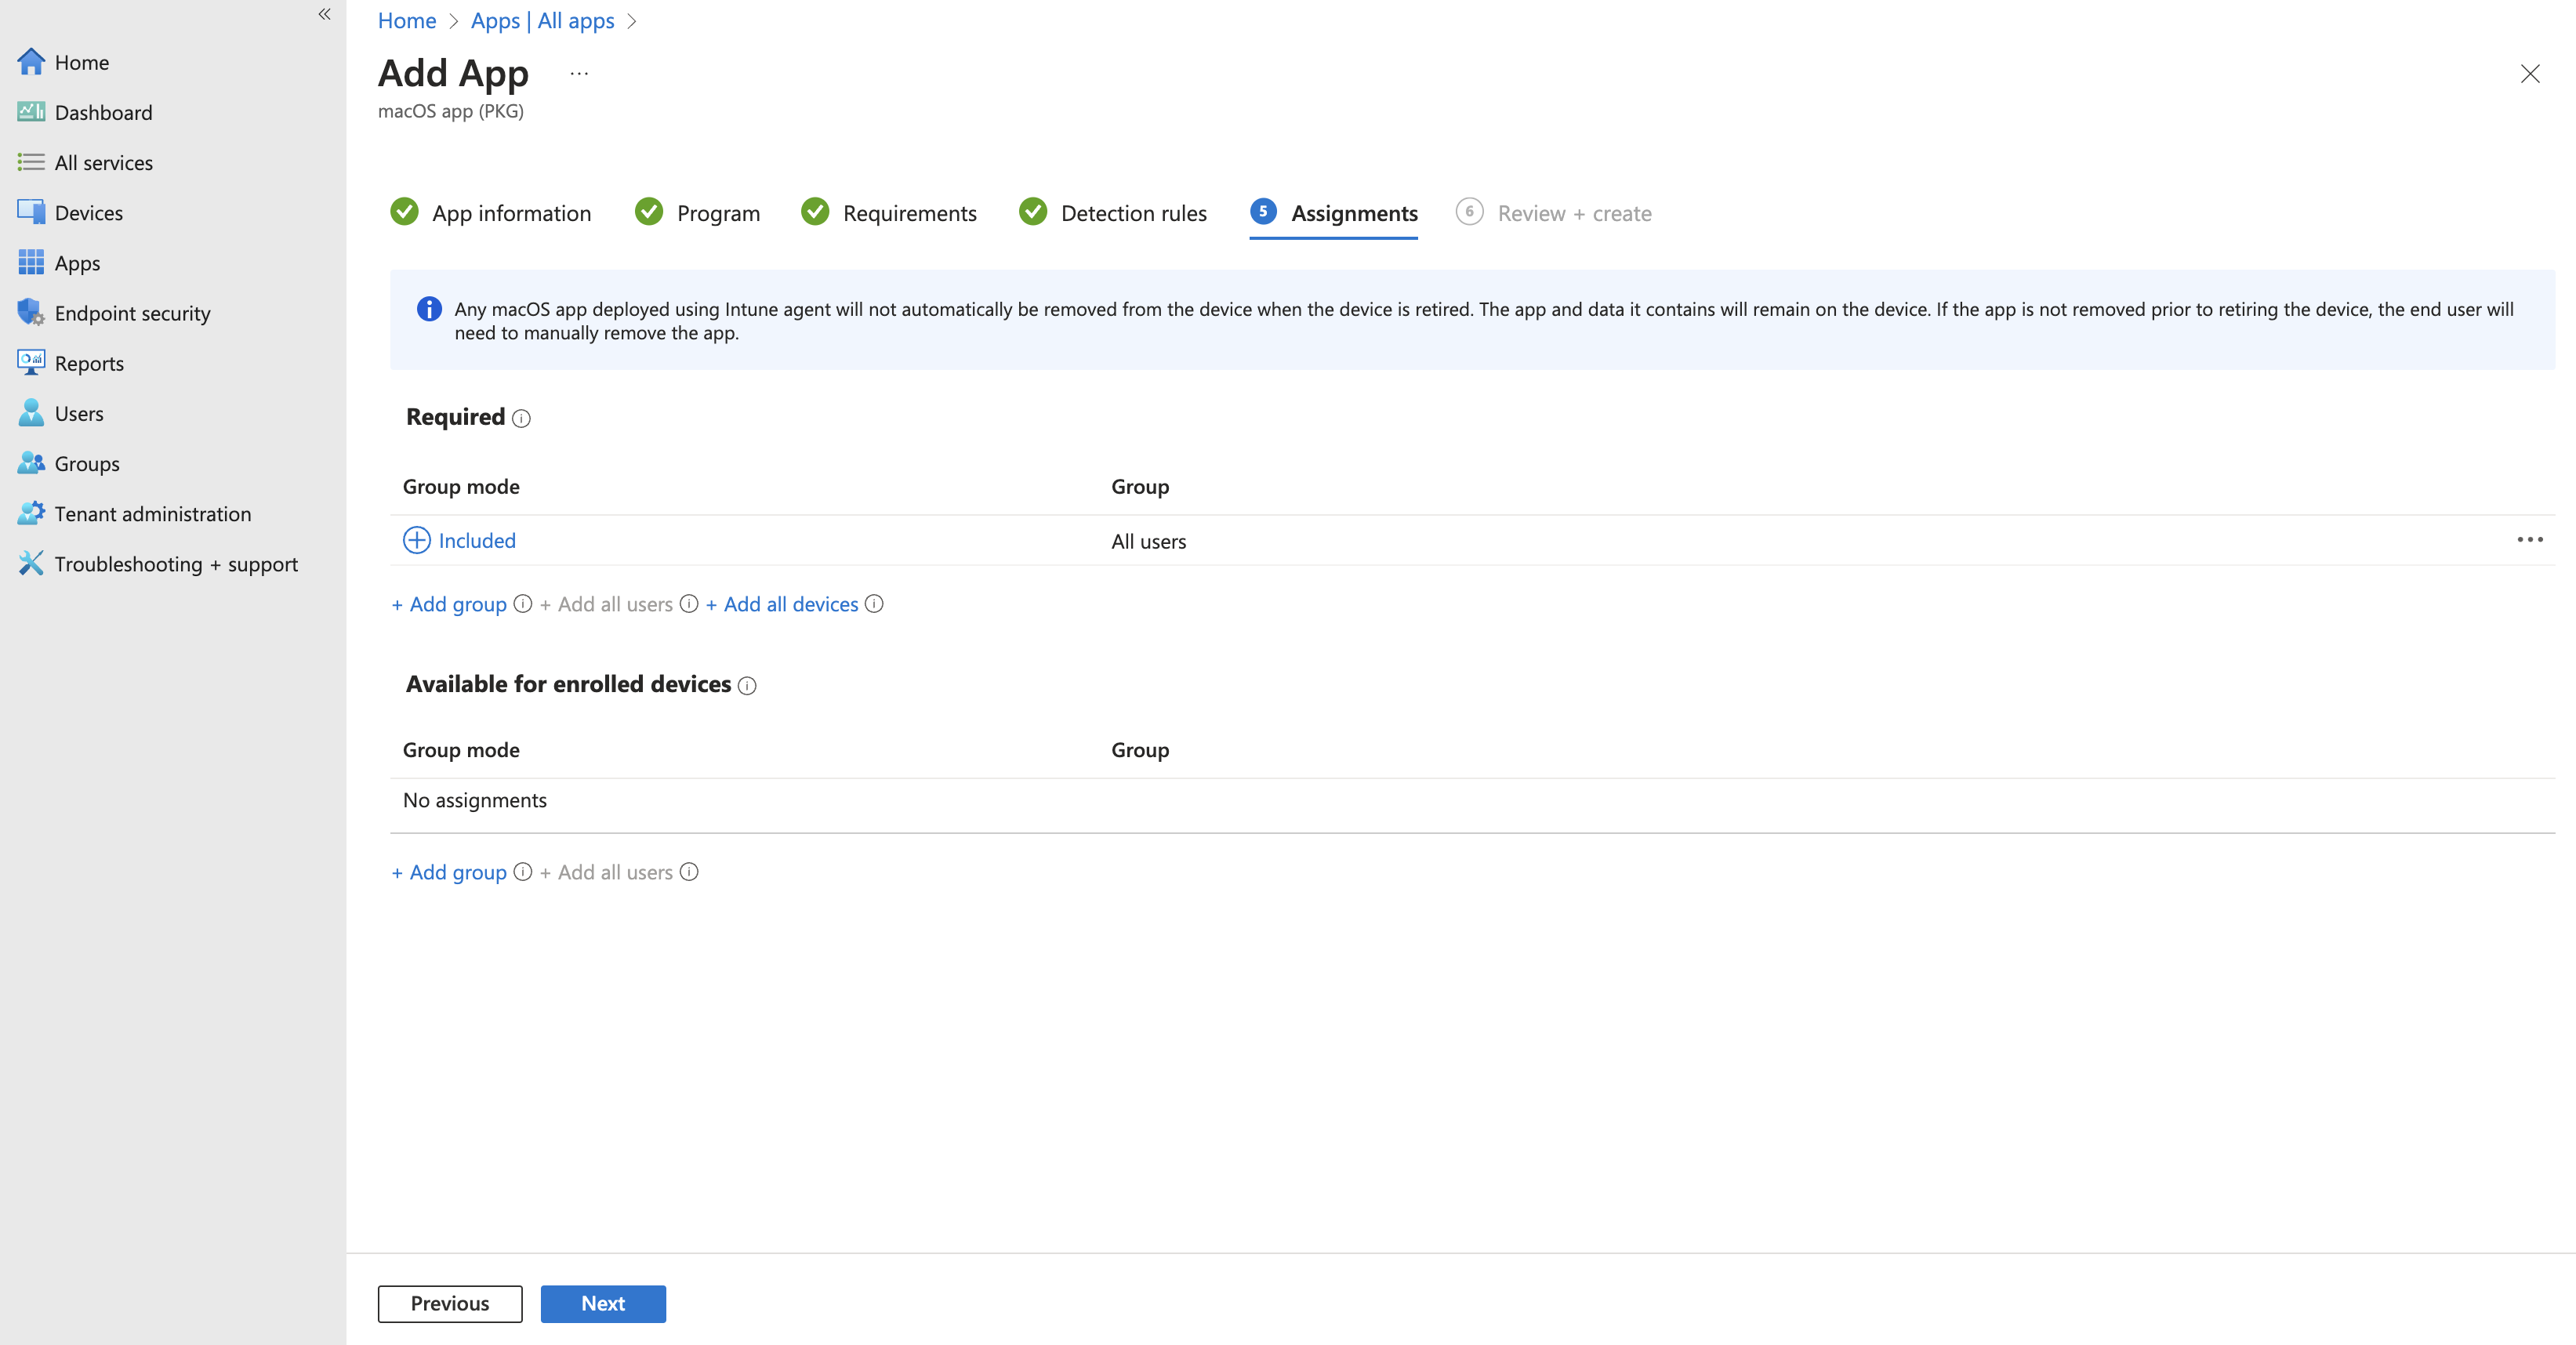 «
Home
Dashboard
All services
Devices
Apps
Endpoint security
Reports
Users
Groups
Tenant administration
Troubleshooting + support
Home > Apps | All apps >
Add App ...
macOS app (PKG)
App information Program Requirements Detection rules 5 Assignments 6 Review + create
Any macOS app deployed using Intune agent will not automatically be removed from the device when the device is retired. The app and data it contains will remain on the device. If the app is not removed prior to retiring the device, the end user will
need to manually remove the app.
Required
Group mode Group
Included All users
+ Add group + Add all users + Add all devices
Available for enrolled devices
Group mode Group
No assignments
+ Add group + Add all users
Previous Next